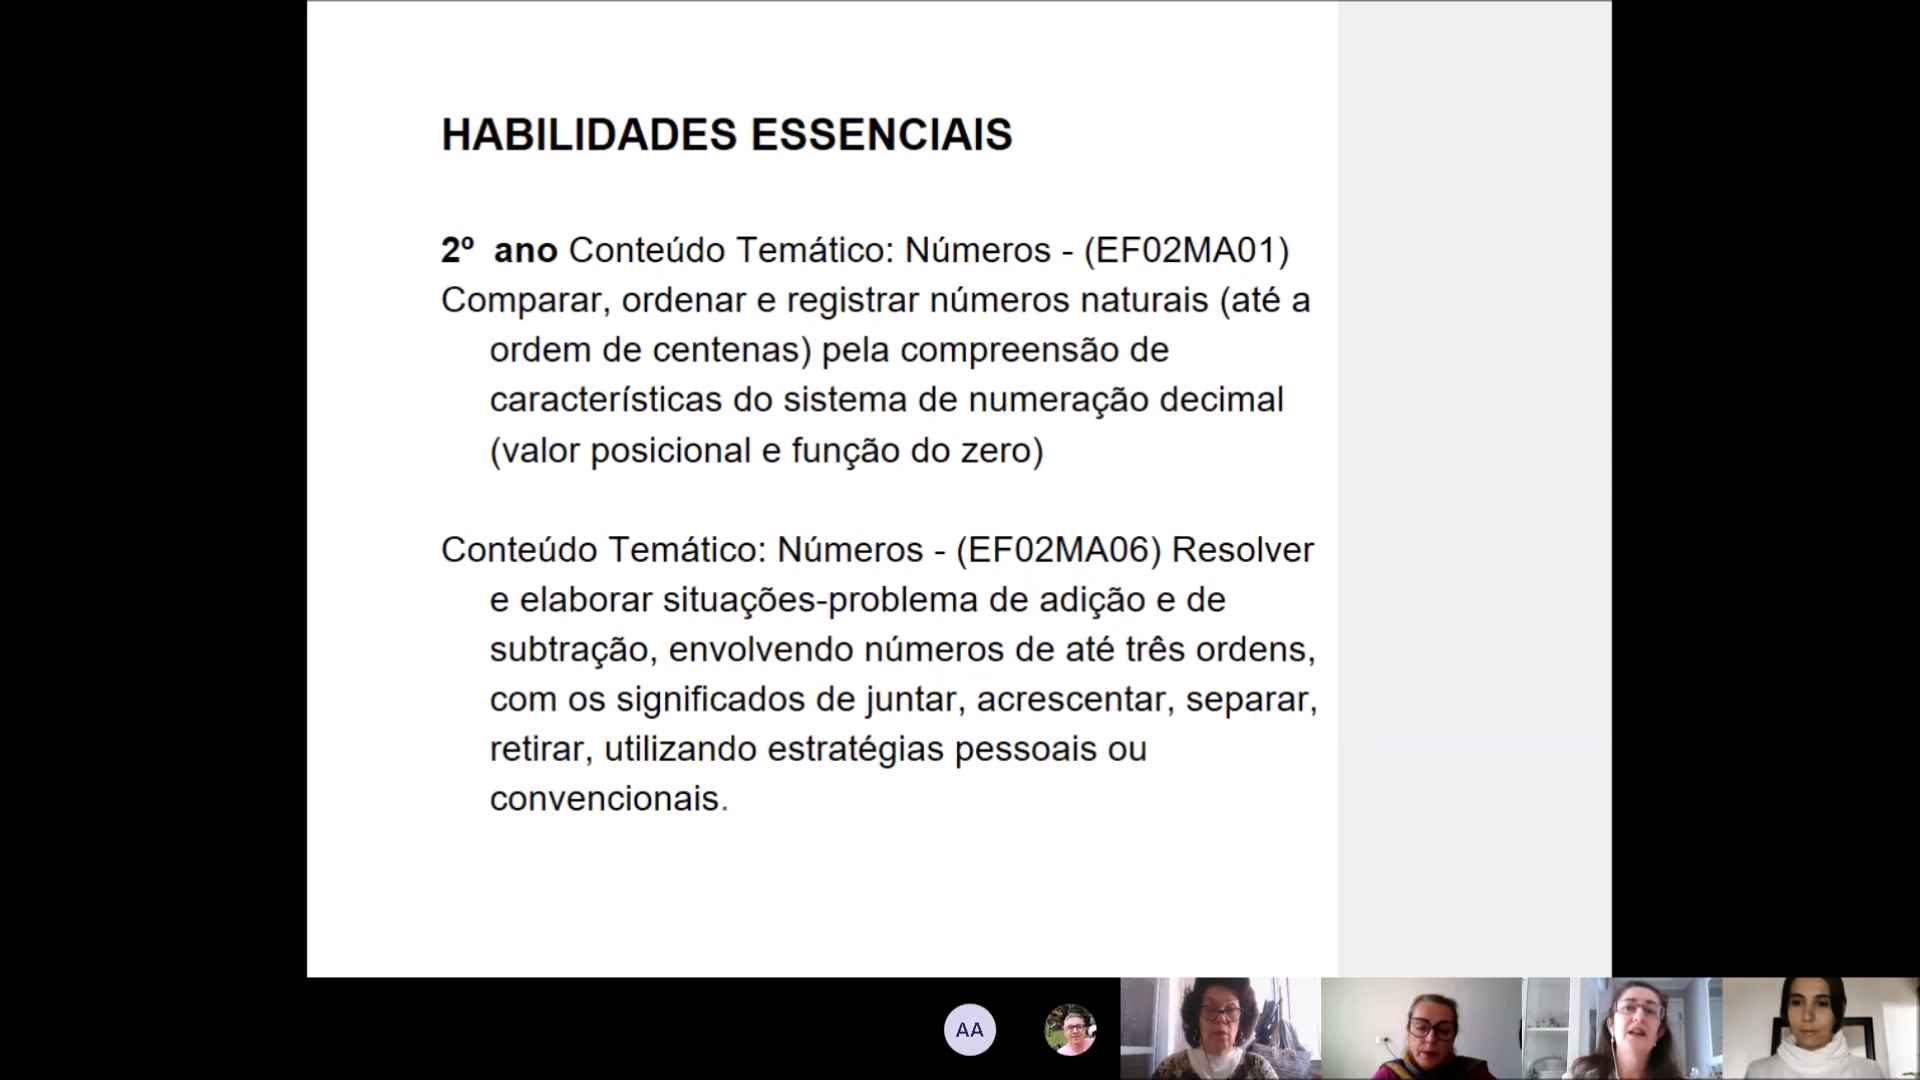 HABILIDADES ESSENCIAIS
2º ano Conteúdo Temático: Números - (EF02MA01)
Comparar, ordenar e registrar números naturais (até a
ordem de centenas) pela compreensão de
características do sistema de numeração decimal
(valor posicional e função do zero)
Conteúdo Temático: Números - (EF02MA06) Resolver
e elaborar situações-problema de adição e de
subtração, envolvendo números de até três ordens,
com os significados de juntar, acrescentar, separar,
retirar, utilizando estratégias pessoais ou
convencionais.
AA